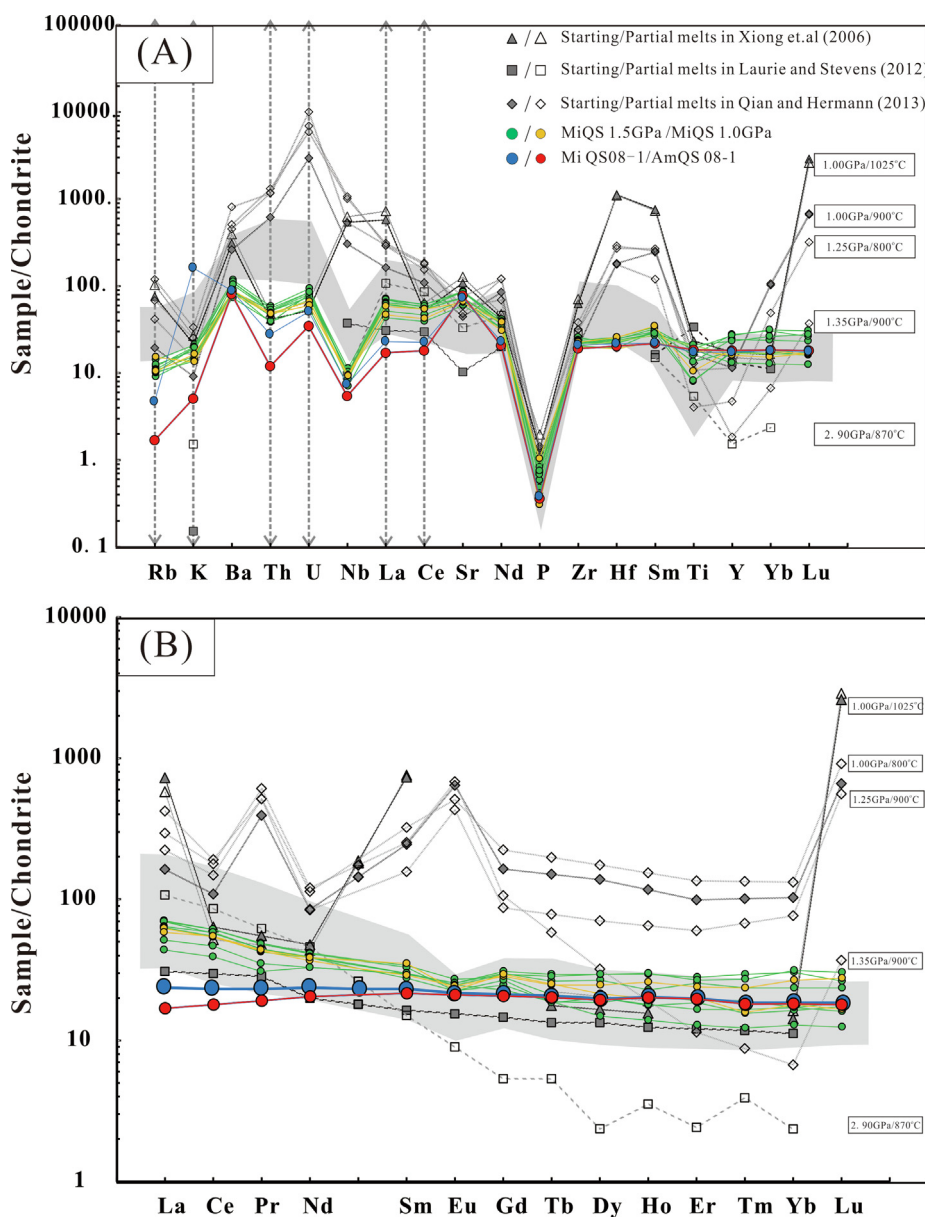 100000
(A)
△ / △ Starting/Partial melts in Xiong et.al (2006)
Starting/Partial melts in Laurie and Stevens (2012)
Starting/Partial melts in Qian and Hermann (2013)
MiQS 1.5GPa /MiQS 1.0GPa
Mi QS08-1/AmQS 08-1
10000
1000.
100.
10.
1.
0. 1
Sample/Chondrite
1.00GPa/1025°C
1.00GPa/900°C
1.25GPa/800°C
1.35GPa/900°C
2. 90GPa/870°C
Rb K Ba Th U Nb La Ce Sr Nd P Zr Hf Sm Ti Y Yb Lu
10000
(B)
1000
100
10
1
Sample/Chondrite
1.00GPa/1025°C
1.00GPa/800°C
1.25GPa/900°C
1.35GPa/900°C
2. 90GPa/870°C
La Ce Pr Nd Sm Eu Gd Tb Dy Ho Er Tm Yb Lu